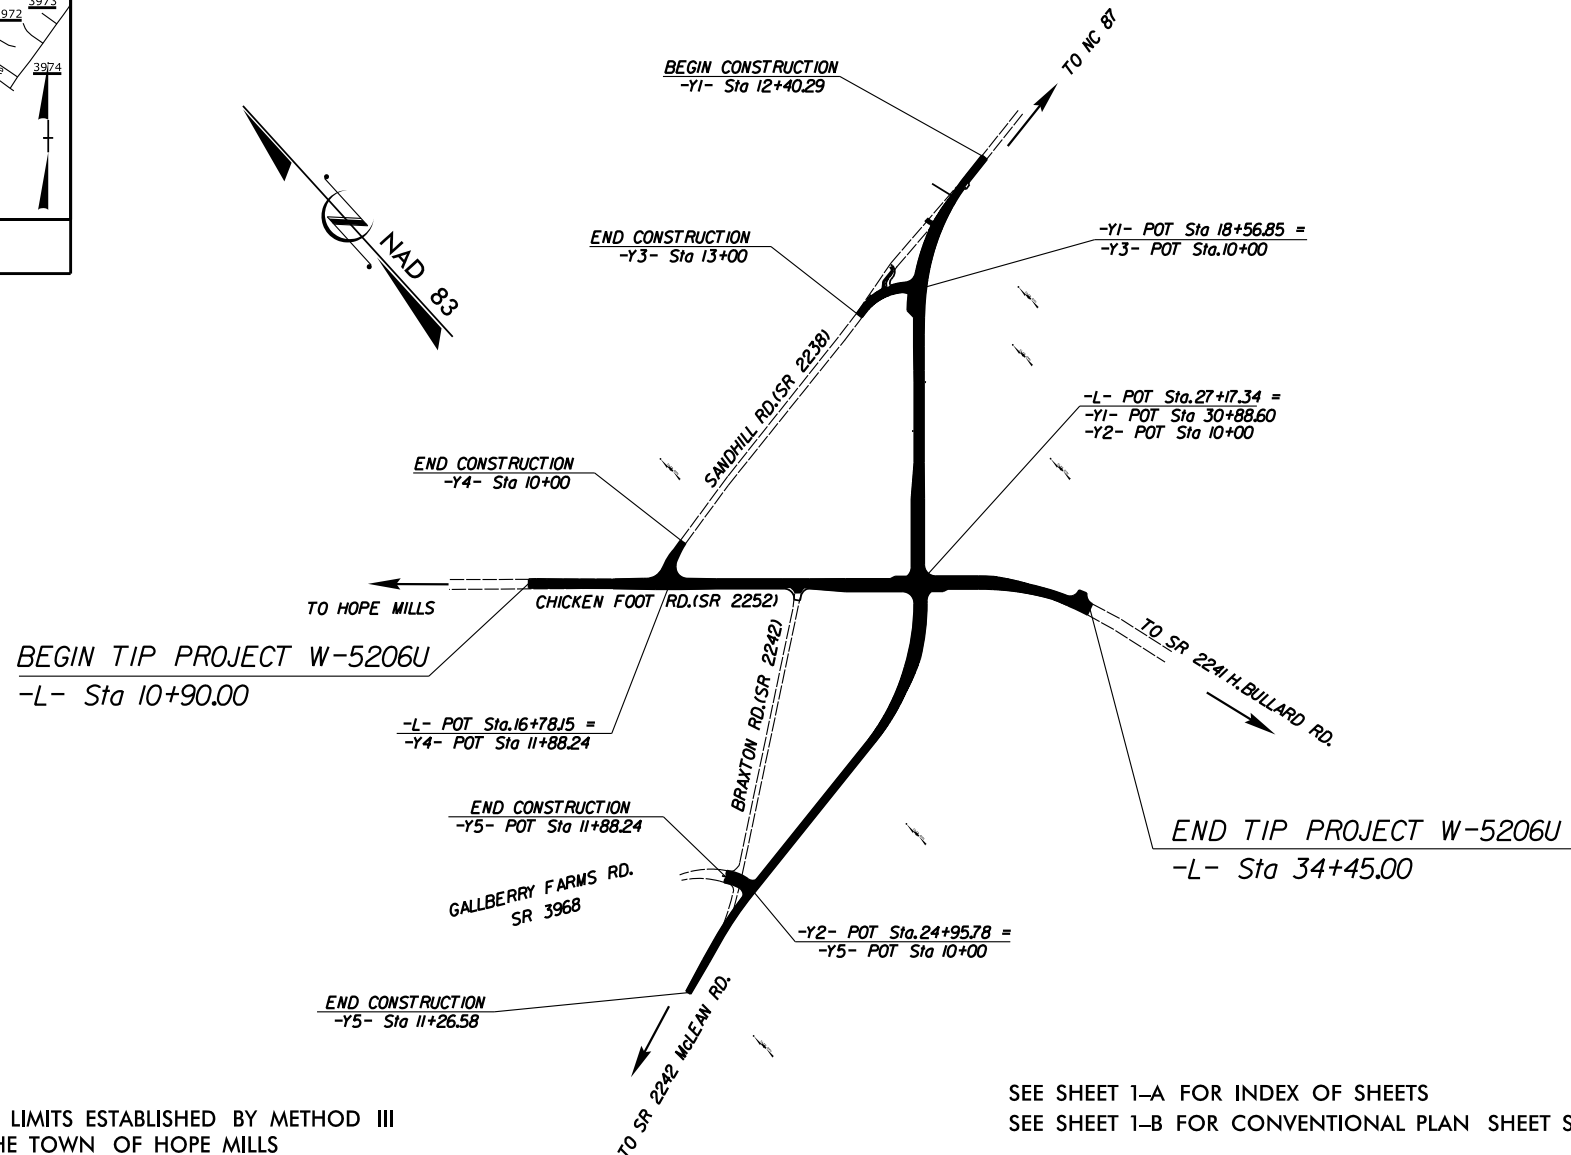 3973
972
3974
NAD 83
TO NC 87
BEGIN CONSTRUCTION
-Y1- Sta 12+40.29
END CONSTRUCTION
-Y3- Sta 13+00
-Y1- POT Sta 18+56.85 =
-Y3- POT Sta.10+00
SANDHILL RD.(SR 2238)
-L- POT Sta.27+17.34 =
-Y1- POT Sta 30+88.60
-Y2- POT Sta 10+00
END CONSTRUCTION
-Y4- Sta 10+00
TO HOPE MILLS
CHICKEN FOOT RD.(SR 2252)
BEGIN TIP PROJECT W-5206U
-L- Sta 10+90.00
TO SR 2241 H.BULLARD RD.
BRAXTON RD.(SR 2242)
-L- POT Sta.16+78.15 =
-Y4- POT Sta 11+88.24
END CONSTRUCTION
-Y5- POT Sta 11+88.24
END TIP PROJECT W-5206U
-L- Sta 34+45.00
GALLBERRY FARMS RD.
SR 3968
-Y2- POT Sta.24+95.78 =
-Y5- POT Sta 10+00
END CONSTRUCTION
-Y5- Sta 11+26.58
TO SR 2242 McLEAN RD.
LIMITS ESTABLISHED BY METHOD III
HE TOWN OF HOPE MILLS
SEE SHEET 1–A FOR INDEX OF SHEETS
SEE SHEET 1–B FOR CONVENTIONAL PLAN SHEET S